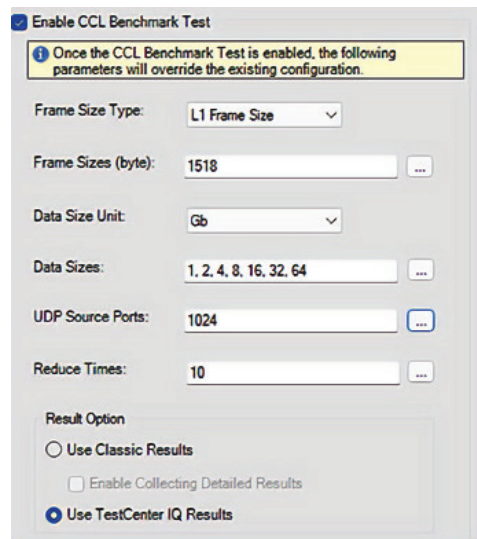 Enable CCL Benchmark Test
Once the CCL Benchmark Test is enabled, the following
parameters will override the existing configuration.
Frame Size Type: L1 Frame Size
Frame Sizes (byte): 1518 ...
Data Size Unit: Gb
Data Sizes: 1, 2, 4, 8, 16, 32, 64 ...
UDP Source Ports: 1024 ...
Reduce Times: 10 ...
Result Option
Use Classic Results
Enable Collecting Detailed Results
Use TestCenter IQ Results